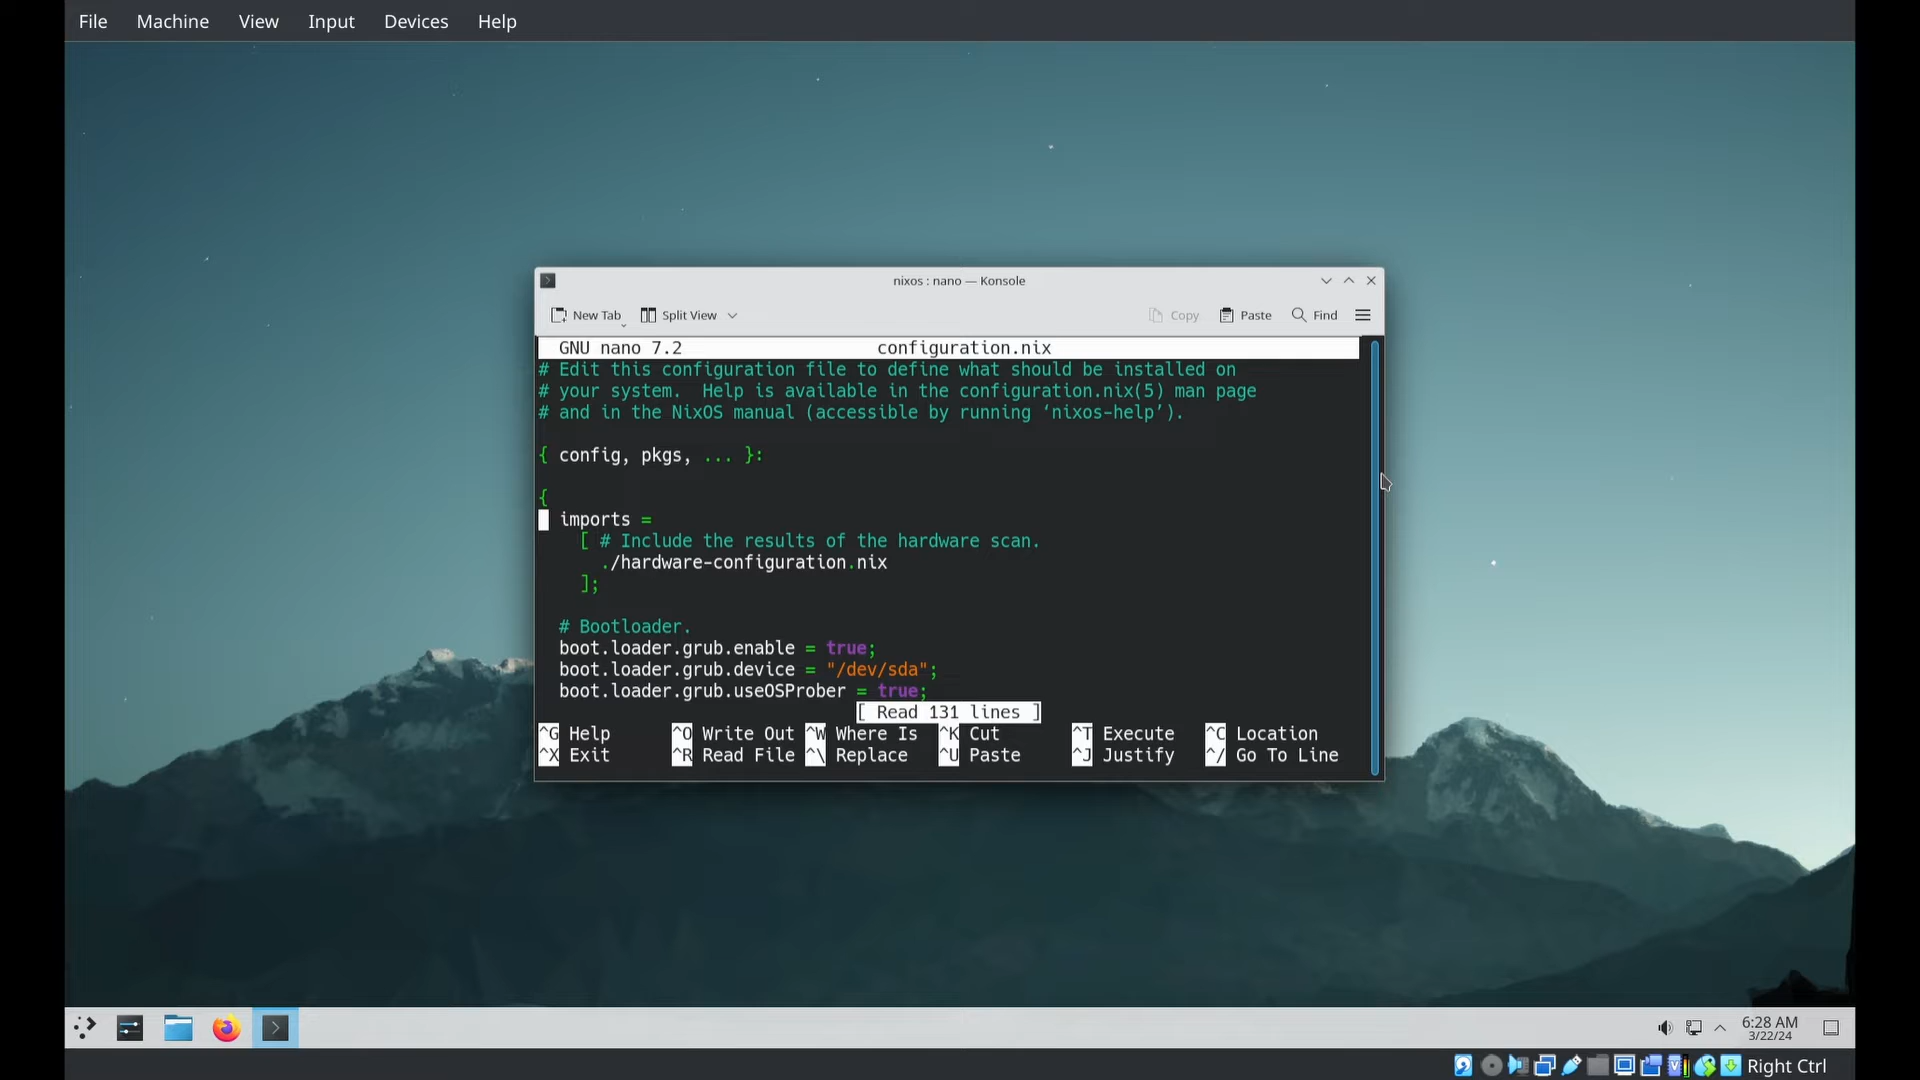 File Machine View Input Devices Help
nixos : nano — Konsole
New Tab Split View Copy Paste Find
GNU nano 7.2 configuration.nix
# Edit this configuration file to define what should be installed on
# your system.  Help is available in the configuration.nix(5) man page
# and in the NixOS manual (accessible by running ‘nixos-help’).
{ config, pkgs, ... }:
{
imports =
[ # Include the results of the hardware scan.
./hardware-configuration.nix
];
# Bootloader.
boot.loader.grub.enable = true;
boot.loader.grub.device = "/dev/sda";
boot.loader.grub.useOSProber = true;
[ Read 131 lines ]
^G Help ^O Write Out ^W Where Is ^K Cut ^T Execute ^C Location
^X Exit ^R Read File ^\ Replace ^U Paste ^J Justify ^/ Go To Line
6:28 AM
3/22/24
Right Ctrl